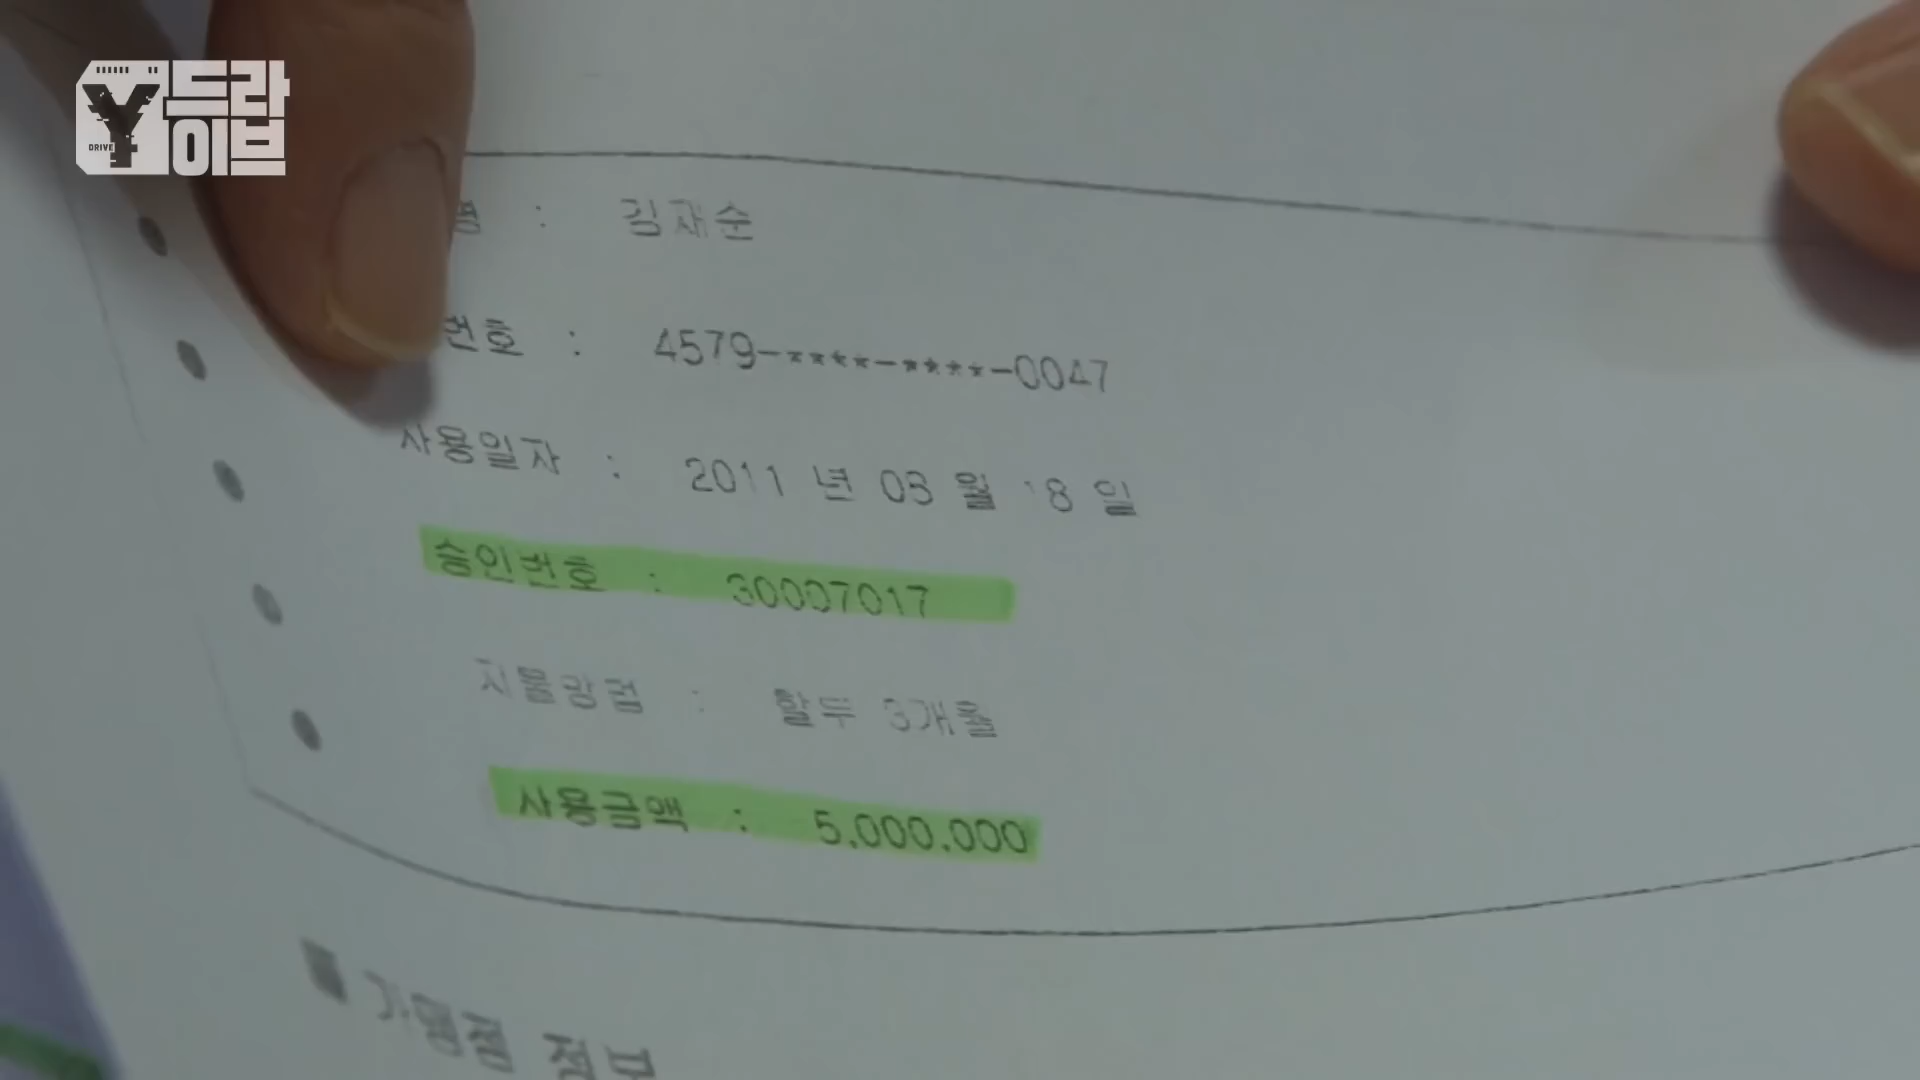 Y드라이브
DRIVE
명 : 김재순
번호 : 4579-****-****-0047
사용일자 : 2011 년 03 월 18 일
승인번호 : 30007017
지불방법 : 할부 3개월
사용금액 : 5,000,000
■ 가맹점 정보